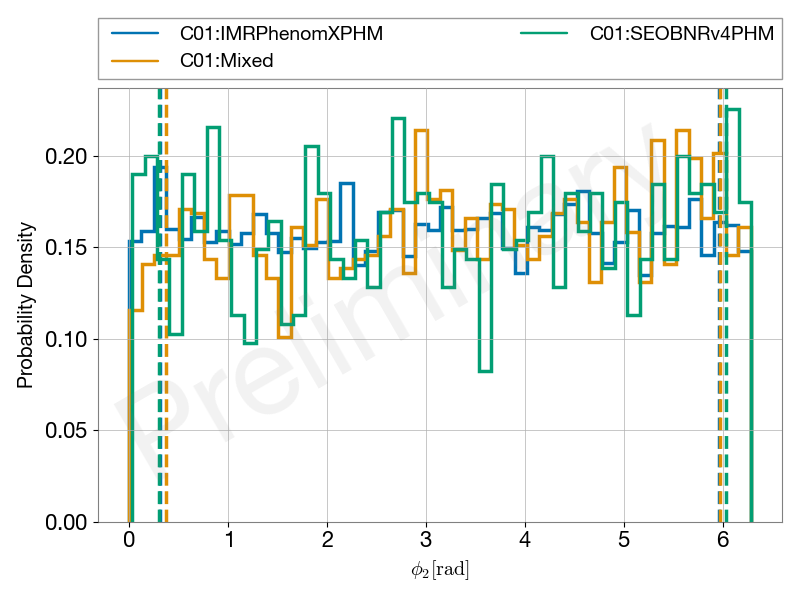 C01:IMRPhenomXPHM
C01:Mixed
C01:SEOBNRv4PHM
Preliminary
Probability Density
0.20
0.15
0.10
0.05
0.00
0 1 2 3 4 5 6
ϕ₂[rad]